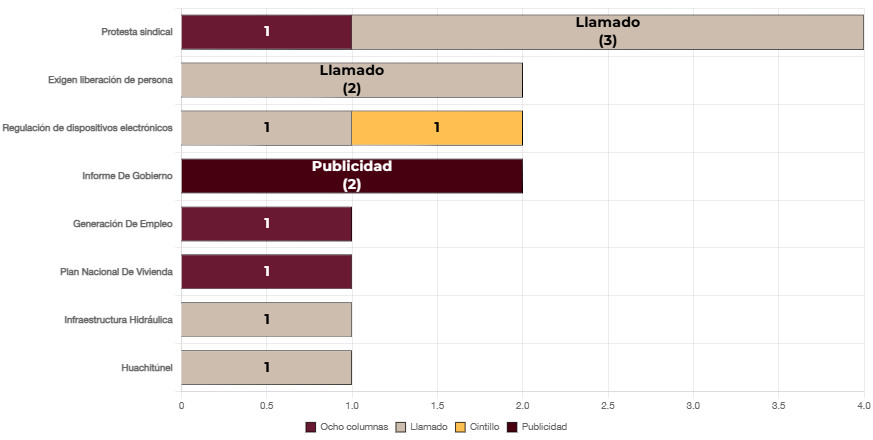 Protesta sindical
1
Llamado
(3)
Exigen liberación de persona
Llamado
(2)
Regulación de dispositivos electrónicos
1
1
Informe De Gobierno
Publicidad
(2)
Generación De Empleo
1
Plan Nacional De Vivienda
1
Infraestructura Hidráulica
1
Huachitúnel
1
0 0.5 1.0 1.5 2.0 2.5 3.0 3.5 4.0
Ocho columnas Llamado Cintillo Publicidad